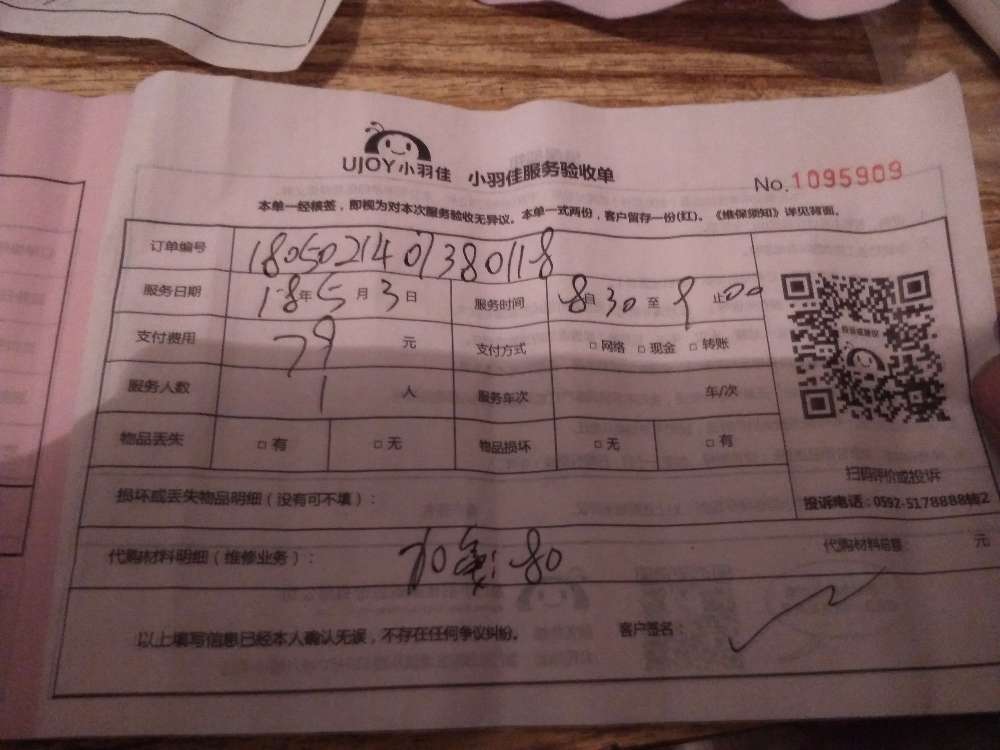 UJOY小羽佳 小羽佳服务验收单 No.1095909
本单一经核签，即视为对本次服务验收无异议。本单一式两份，客户留存一份(红)。《维保须知》详见背面。
订单编号 1805021407380118
服务日期 18年5月3日 服务时间 8自30至9止00
支付费用 79 元 支付方式 □网络 □现金 □转账
服务人数 1 人 服务年次 年/次
物品丢失 □有 □无 物品损坏 □无 □有
扫码评价或投诉
损坏或丢失物品明细（没有可不填）：
投诉电话：0592-5178888转2
代购材料明细（维修业务）： 加氟：80 代购材料总额： 元
以上填写信息已经本人确认无误，不存在任何争议纠纷。 客户签名：